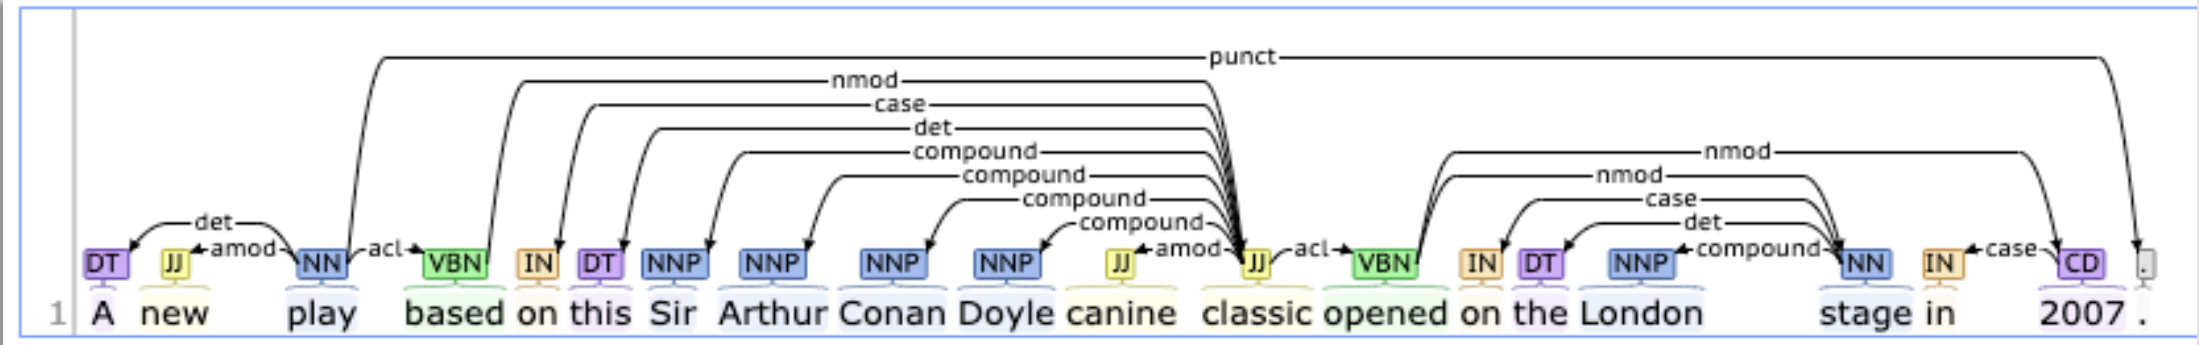 punct
nmod
case
det
compound nmod
compound nmod
compound case
det compound det
amod acl amod acl compound case
DT JJ NN VBN IN DT NNP NNP NNP NNP JJ JJ VBN IN DT NNP NN IN CD .
1 A new play based on this Sir Arthur Conan Doyle canine classic opened on the London stage in 2007 .